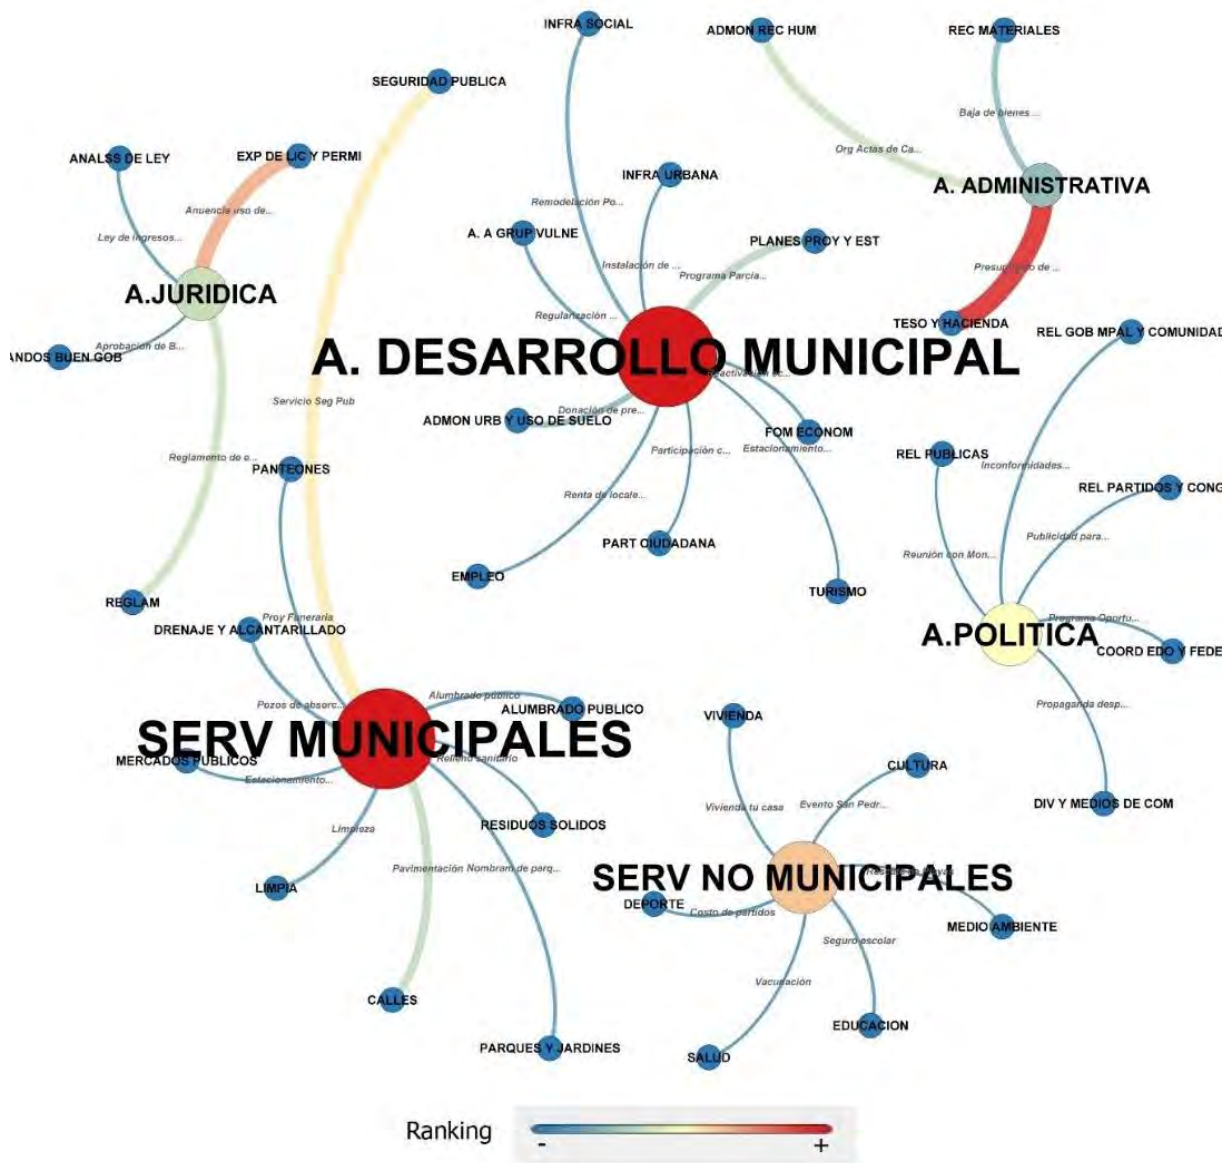 INFRA SOCIAL
ADMON REC HUM
REC MATERIALES
SEGURIDAD PUBLICA
Baja de bienes ...
ANALSS DE LEY
EXP DE LIC Y PERMI
Org Actas de Ca...
INFRA URBANA
A. ADMINISTRATIVA
Remodelación Po...
Anuencia uso de...
Ley de ingresos...
A. A GRUP VULNE
PLANES PROY Y EST
Instalación de ...
Programa Parcia...
Presupuesto de ...
A.JURIDICA
Regularización ...
TESO Y HACIENDA
REL GOB MPAL Y COMUNIDAD
Aprobación de B...
ANDOS BUEN GOB
A. DESARROLLO MUNICIPAL
Reactivación ec...
Servicio Seg Pub
Donación de pre...
ADMON URB Y USO DE SUELO
FOM ECONOM
Participación c...
Estacionamiento...
REL PUBLICAS
Reglamento de e...
PANTEONES
Inconformidades...
REL PARTIDOS Y CONG
Renta de locale...
Publicidad para...
PART CIUDADANA
Reunión con Mon...
EMPLEO
TURISMO
REGLAM
Proy Funeraria
DRENAJE Y ALCANTARILLADO
Programa Oportu...
A.POLITICA
COORD EDO Y FEDE
Alumbrado público
Pozos de absorc...
ALUMBRADO PUBLICO
Propaganda desp...
VIVIENDA
SERV MUNICIPALES
MERCADOS PUBLICOS
Relleno sanitario
Estacionamiento...
CULTURA
Vivienda tu casa
Evento San Pedr...
DIV Y MEDIOS DE COM
Limpieza
RESIDUOS SOLIDOS
Pavimentación
Nombram de parq...
SERV NO MUNICIPALES
LIMPIA
DEPORTE
Costo de partidos
MEDIO AMBIENTE
Seguro escolar
Vacunación
CALLES
EDUCACION
PARQUES Y JARDINES
SALUD
Ranking
- +